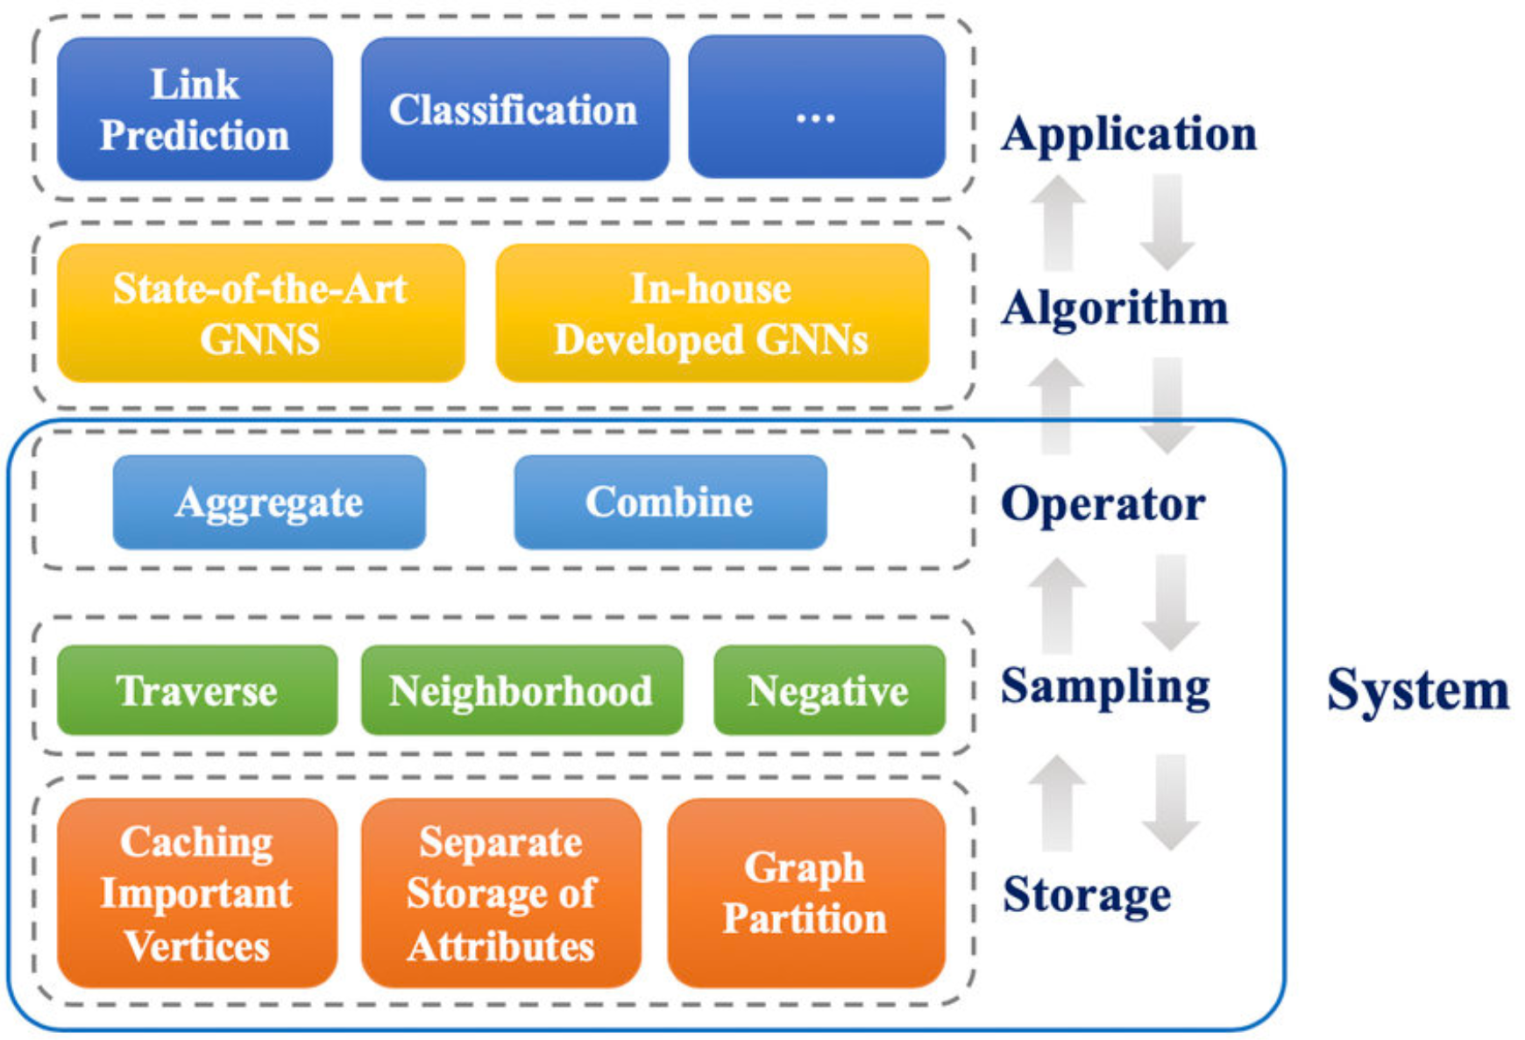 Link
Prediction
Classification
...
Application
State-of-the-Art
GNNS
In-house
Developed GNNs
Algorithm
Aggregate
Combine
Operator
Traverse
Neighborhood
Negative
Sampling
System
Caching
Important
Vertices
Separate
Storage of
Attributes
Graph
Partition
Storage